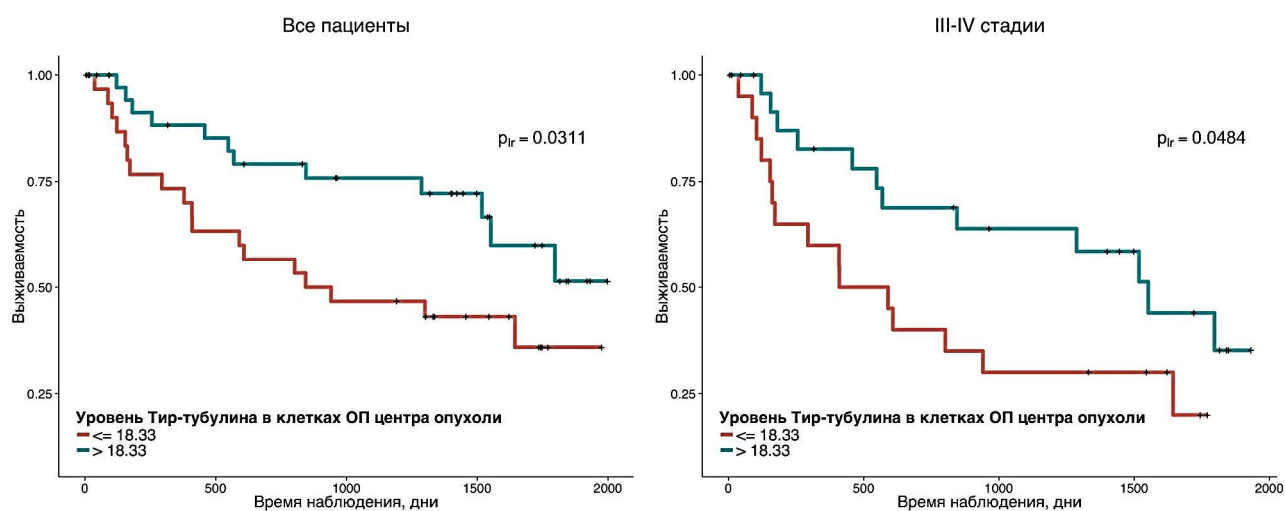 Все пациенты
1.00
0.75
0.50
0.25
Выживаемость
p_lr = 0.0311
Уровень Тир-тубулина в клетках ОП центра опухоли
<= 18.33
> 18.33
0
500
1000
1500
2000
Время наблюдения, дни
III-IV стадии
1.00
0.75
0.50
0.25
Выживаемость
p_lr = 0.0484
Уровень Тир-тубулина в клетках ОП центра опухоли
<= 18.33
> 18.33
0
500
1000
1500
2000
Время наблюдения, дни